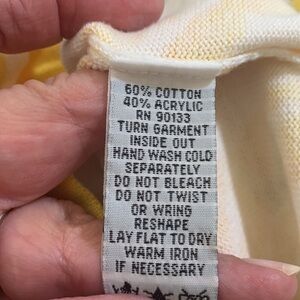 60% COTTON
40% ACRYLIC
RN 90133
TURN GARMENT
INSIDE OUT
HAND WASH COLD
SEPARATELY
DO NOT BLEACH
DO NOT TWIST
OR WRING
RESHAPE
LAY FLAT TO DRY
WARM IRON
IF NECESSARY